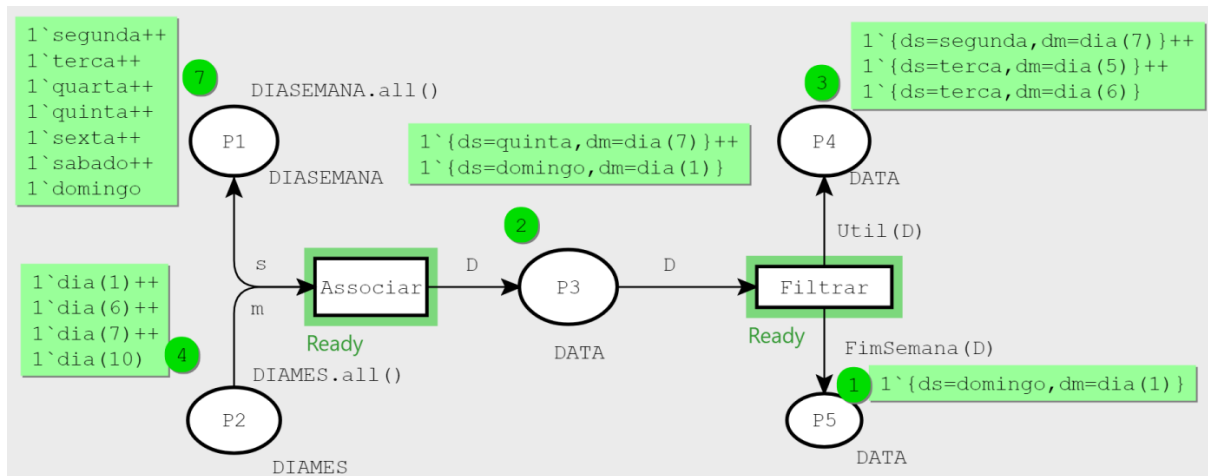 1`segunda++
1`terca++
1`quarta++
1`quinta++
1`sexta++
1`sabado++
1`domingo
7
DIASEMANA.all()
P1
DIASEMANA
1`{ds=quinta,dm=dia(7)}++
1`{ds=domingo,dm=dia(1)}
2
1`{ds=segunda,dm=dia(7)}++
1`{ds=terca,dm=dia(5)}++
1`{ds=terca,dm=dia(6)}
3
P4
DATA
Util(D)
s
m
Associar
Ready
D
P3
DATA
D
Filtrar
Ready
1`dia(1)++
1`dia(6)++
1`dia(7)++
1`dia(10)
4
DIAMES.all()
P2
DIAMES
FimSemana(D)
1
1`{ds=domingo,dm=dia(1)}
P5
DATA